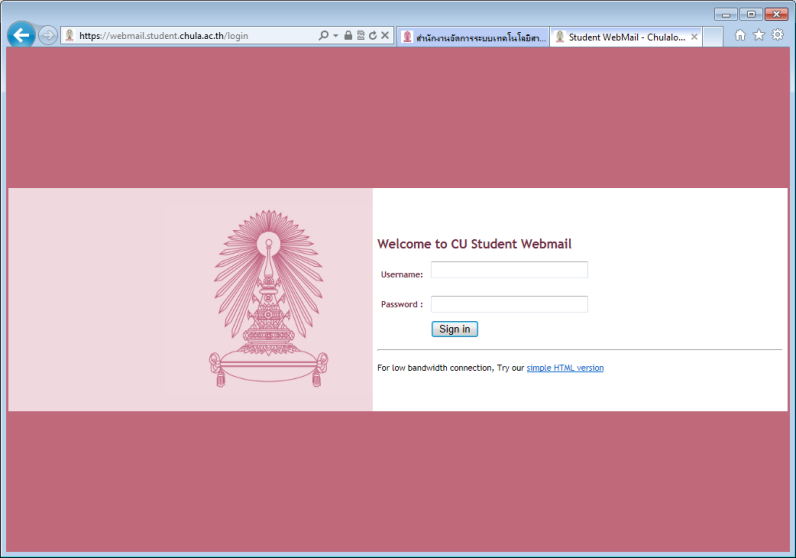 https://webmail.student.chula.ac.th/login
สำนักงานจัดการระบบเทคโนโลยีสา...
Student WebMail - Chulalo...
Welcome to CU Student Webmail
Username:
Password :
Sign in
For low bandwidth connection, Try our simple HTML version